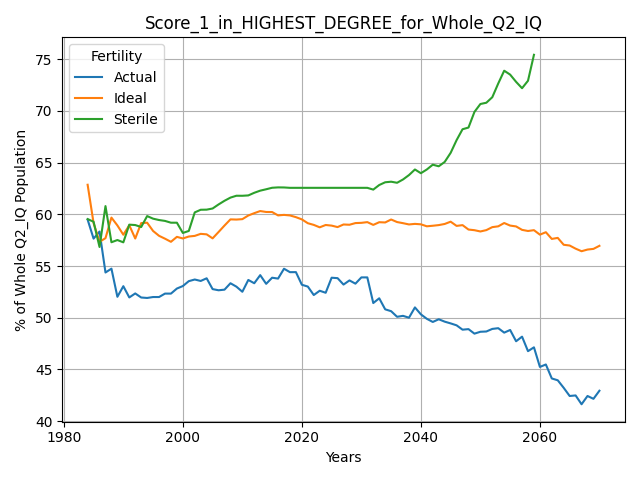 Score_1_in_HIGHEST_DEGREE_for_Whole_Q2_IQ
Fertility
Actual
Ideal
Sterile
% of Whole Q2_IQ Population
75
70
65
60
55
50
45
40
1980
2000
2020
2040
2060
Years